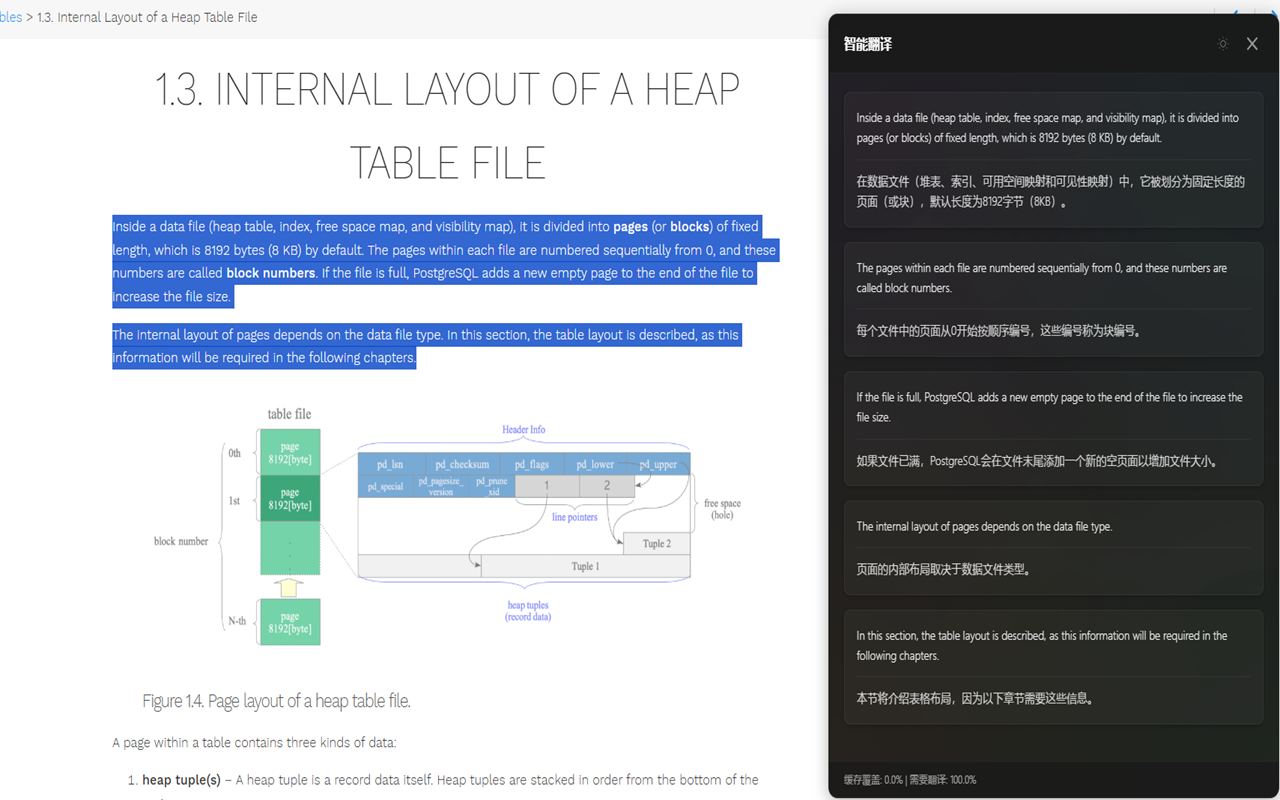 bles > 1.3. Internal Layout of a Heap Table File
1.3. INTERNAL LAYOUT OF A HEAP
TABLE FILE
Inside a data file (heap table, index, free space map, and visibility map), it is divided into pages (or blocks) of fixed
length, which is 8192 bytes (8 KB) by default. The pages within each file are numbered sequentially from 0, and these
numbers are called block numbers. If the file is full, PostgreSQL adds a new empty page to the end of the file to
increase the file size.
The internal layout of pages depends on the data file type. In this section, the table layout is described, as this
information will be required in the following chapters.
table file
Header Info
0th
page
8192[byte]
pd_lsn
pd_checksum
pd_flags
pd_lower
pd_upper
pd_special
pd_pagesize_
version
pd_prune
_xid
1
2
1st
page
8192[byte]
line pointers
free space
(hole)
block number
Tuple 2
Tuple 1
heap tuples
(record data)
N-th
page
8192[byte]
Figure 1.4. Page layout of a heap table file.
A page within a table contains three kinds of data:
1. heap tuple(s) – A heap tuple is a record data itself. Heap tuples are stacked in order from the bottom of the
智能翻译
Inside a data file (heap table, index, free space map, and visibility map), it is divided into
pages (or blocks) of fixed length, which is 8192 bytes (8 KB) by default.
在数据文件（堆表、索引、可用空间映射和可见性映射）中，它被划分为固定长度的
页面（或块），默认长度为8192字节（8KB）。
The pages within each file are numbered sequentially from 0, and these numbers are
called block numbers.
每个文件中的页面从0开始按顺序编号，这些编号称为块编号。
If the file is full, PostgreSQL adds a new empty page to the end of the file to increase the
file size.
如果文件已满，PostgreSQL会在文件末尾添加一个新的空页面以增加文件大小。
The internal layout of pages depends on the data file type.
页面的内部布局取决于数据文件类型。
In this section, the table layout is described, as this information will be required in the
following chapters.
本节将介绍表格布局，因为以下章节需要这些信息。
缓存覆盖: 0.0% | 需要翻译: 100.0%